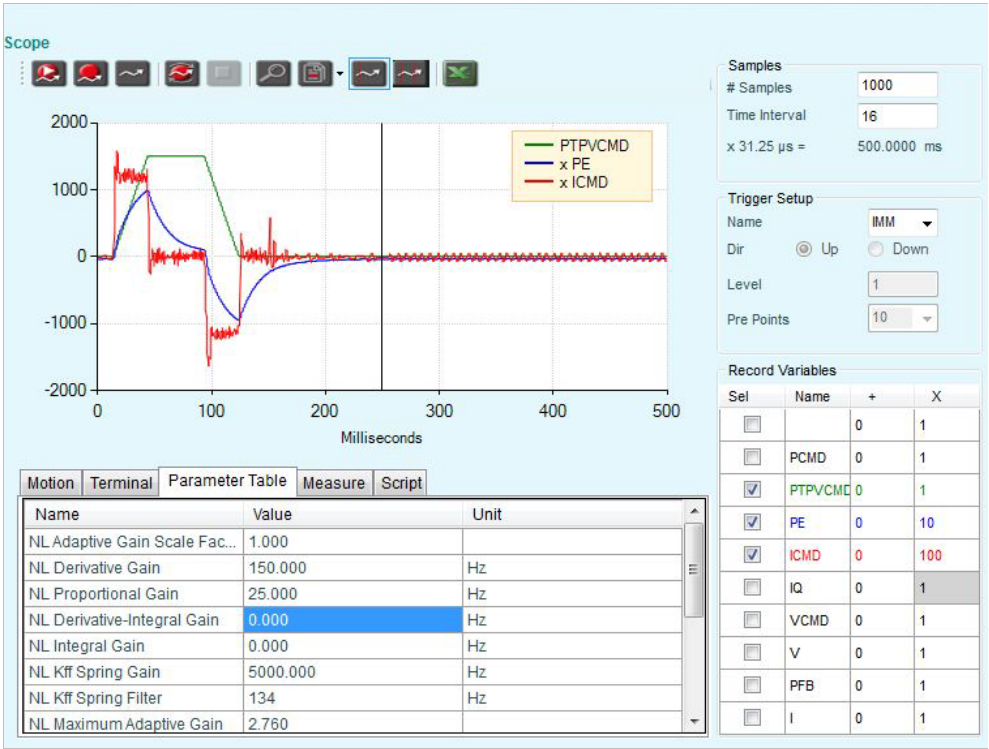 Scope
2000
1000
0
-1000
-2000
PTPVCMD
x PE
x ICMD
0 100 200 300 400 500
Milliseconds
Samples
# Samples 1000
Time Interval 16
x 31.25 µs = 500.0000 ms
Trigger Setup
Name IMM
Dir Up Down
Level 1
Pre Points 10
Motion Terminal Parameter Table Measure Script
Name Value Unit
NL Adaptive Gain Scale Fac... 1.000
NL Derivative Gain 150.000 Hz
NL Proportional Gain 25.000 Hz
NL Derivative-Integral Gain 0.000 Hz
NL Integral Gain 0.000 Hz
NL Kff Spring Gain 5000.000 Hz
NL Kff Spring Filter 134 Hz
NL Maximum Adaptive Gain 2.760
Record Variables
Sel Name + X
0 1
PCMD 0 1
PTPVCMD 0 1
PE 0 10
ICMD 0 100
IQ 0 1
VCMD 0 1
V 0 1
PFB 0 1
I 0 1